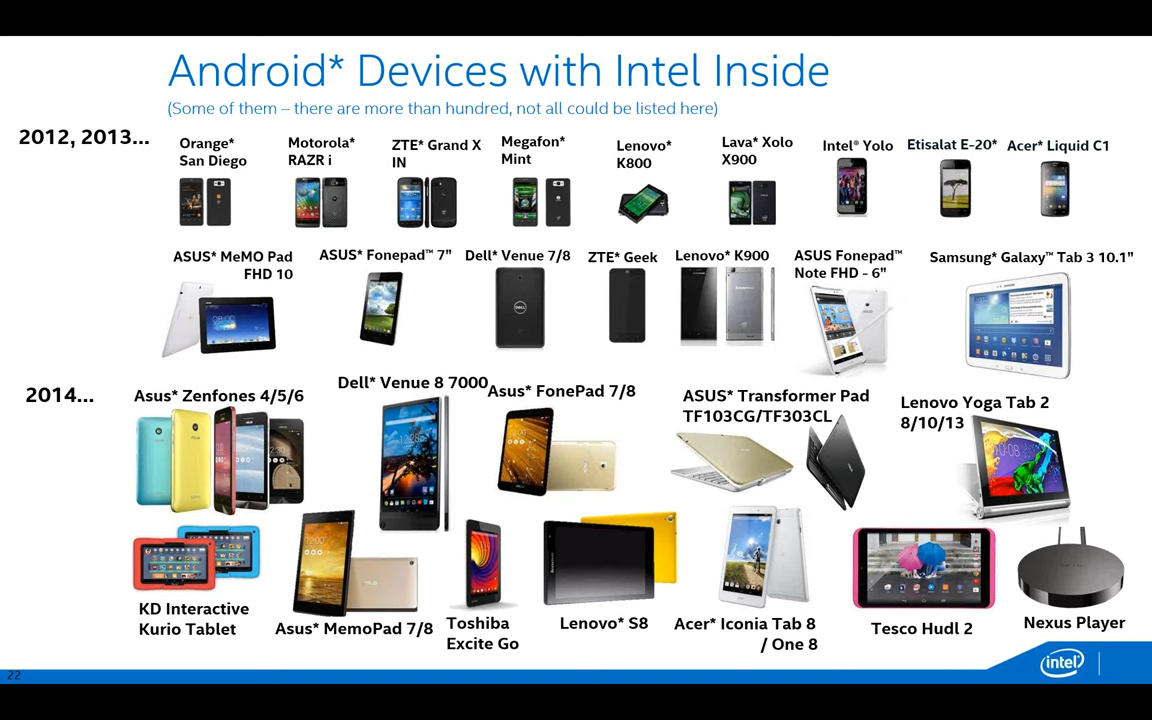 Android* Devices with Intel Inside
(Some of them – there are more than hundred, not all could be listed here)
2012, 2013...
Orange*
San Diego
Motorola*
RAZR i
ZTE* Grand X
IN
Megafon*
Mint
Lenovo*
K800
Lava* Xolo
X900
Intel® Yolo
Etisalat E-20*
Acer* Liquid C1
ASUS* MeMO Pad
FHD 10
ASUS* Fonepad™ 7"
Dell* Venue 7/8
ZTE* Geek
Lenovo* K900
ASUS Fonepad™
Note FHD - 6"
Samsung* Galaxy™ Tab 3 10.1"
DELL
2014...
Asus* Zenfones 4/5/6
Dell* Venue 8 7000
Asus* FonePad 7/8
ASUS* Transformer Pad
TF103CG/TF303CL
Lenovo Yoga Tab 2
8/10/13
KD Interactive
Kurio Tablet
Asus* MemoPad 7/8
Toshiba
Excite Go
Lenovo* S8
Acer* Iconia Tab 8
/ One 8
Tesco Hudl 2
Nexus Player
22
intel